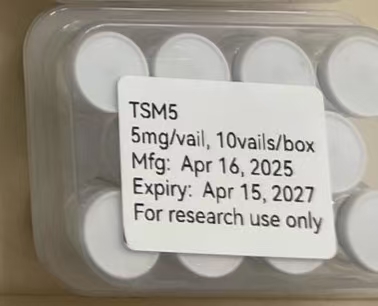 TSM5
5mg/vail, 10vails/box
Mfg: Apr 16, 2025
Expiry: Apr 15, 2027
For research use only